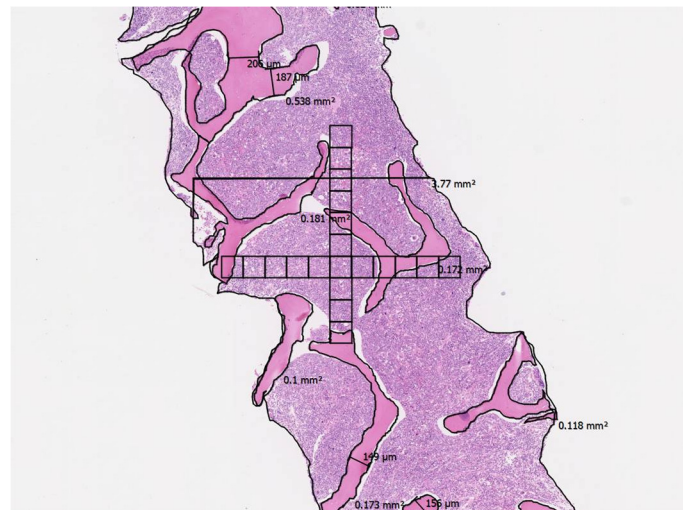 206 µm
187 µm
0.538 mm²
3.77 mm²
0.181 mm²
0.172 mm²
0.1 mm²
0.118 mm²
149 µm
0.173 mm²
156 µm